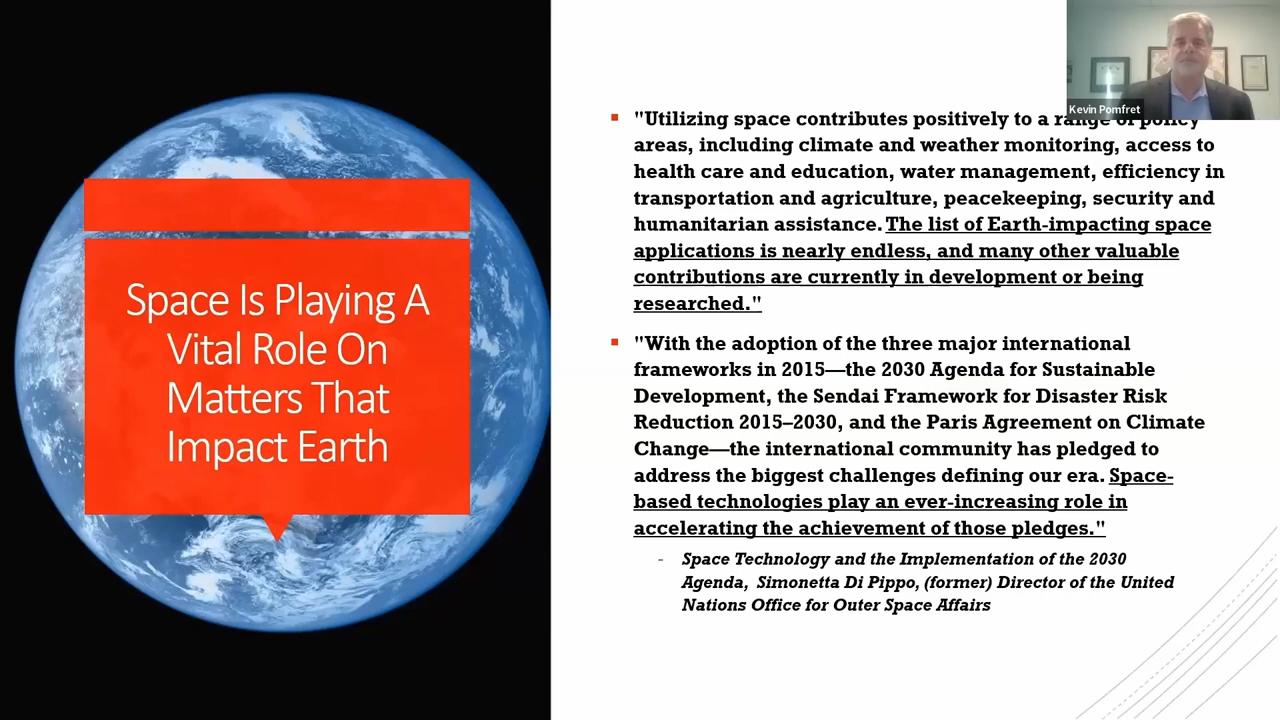 Space Is Playing A
Vital Role On
Matters That
Impact Earth
Kevin Pomfret
▪ "Utilizing space contributes positively to a range of policy
areas, including climate and weather monitoring, access to
health care and education, water management, efficiency in
transportation and agriculture, peacekeeping, security and
humanitarian assistance. The list of Earth-impacting space
applications is nearly endless, and many other valuable
contributions are currently in development or being
researched."
▪ "With the adoption of the three major international
frameworks in 2015—the 2030 Agenda for Sustainable
Development, the Sendai Framework for Disaster Risk
Reduction 2015–2030, and the Paris Agreement on Climate
Change—the international community has pledged to
address the biggest challenges defining our era. Space-
based technologies play an ever-increasing role in
accelerating the achievement of those pledges."
- Space Technology and the Implementation of the 2030
Agenda, Simonetta Di Pippo, (former) Director of the United
Nations Office for Outer Space Affairs